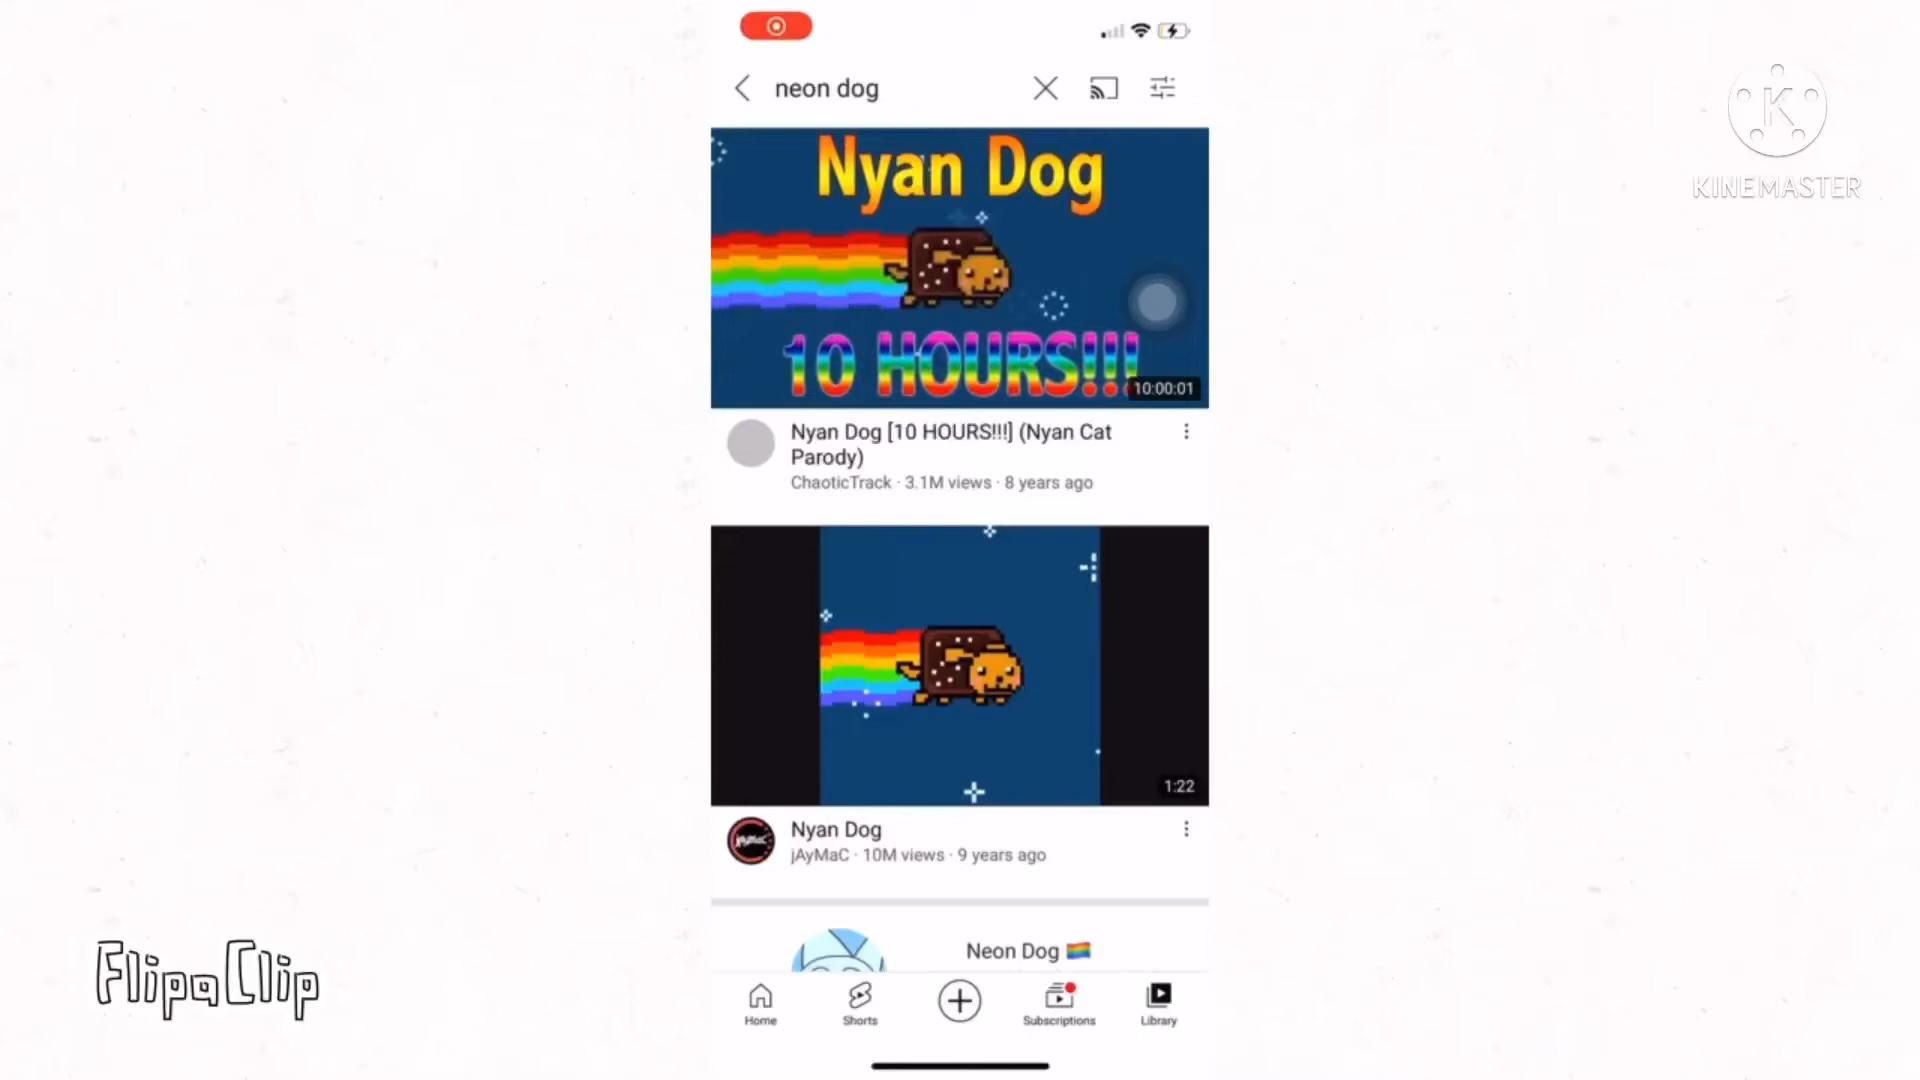 neon dog
KINEMASTER
Nyan Dog
10 HOURS!!!
10:00:01
Nyan Dog [10 HOURS!!!] (Nyan Cat
Parody)
ChaoticTrack · 3.1M views · 8 years ago
1:22
Nyan Dog
jAyMaC · 10M views · 9 years ago
Neon Dog 🏳️‍🌈
FlipaClip
Home
Shorts
Subscriptions
Library